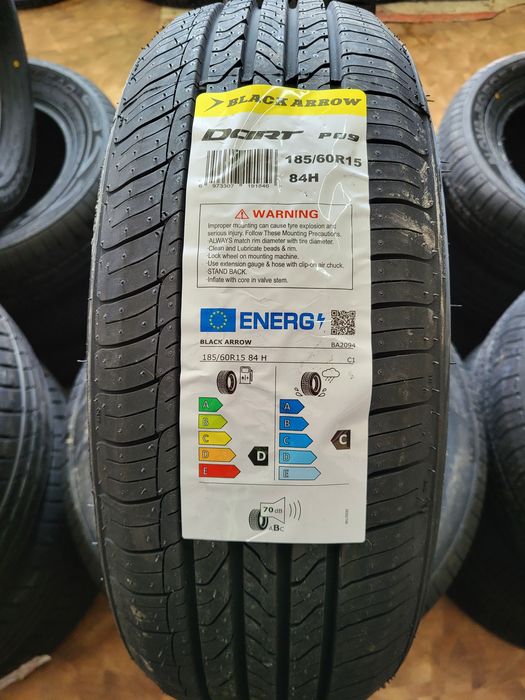 BLACK ARROW
DART P09
185/60R15
84H
WARNING
Improper mounting can cause tyre explosion and
serious injury. Follow These Mounting Precautions.
-ALWAYS match rim diameter with tire diameter.
-Clean and Lubricate beads & rim.
-Lock wheel on mounting machine.
-Use extension gauge & hose with clip-on air chuck.
-STAND BACK
-Inflate with core in valve stem.
ENERG
BLACK ARROW BA2094
185/60R15 84 H C1
A A
B B
C C C
D D D
E E
70 dB
ABC